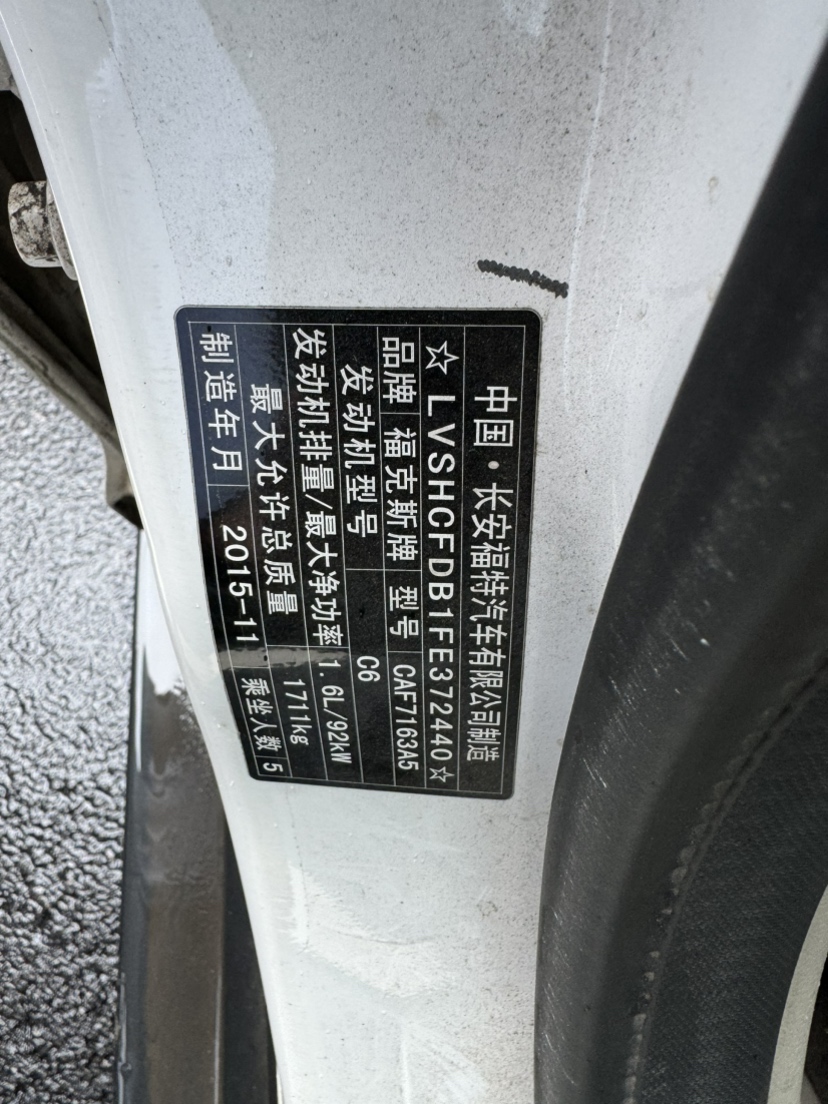 中国·长安福特汽车有限公司制造
☆LVSHCFDB1FE372440☆
品牌 福克斯牌 型号 CAF7163A5
发动机型号 C6
发动机排量/最大净功率 1.6L/92kW
最大允许总质量 1711kg
制造年月 2015-11 乘坐人数 5